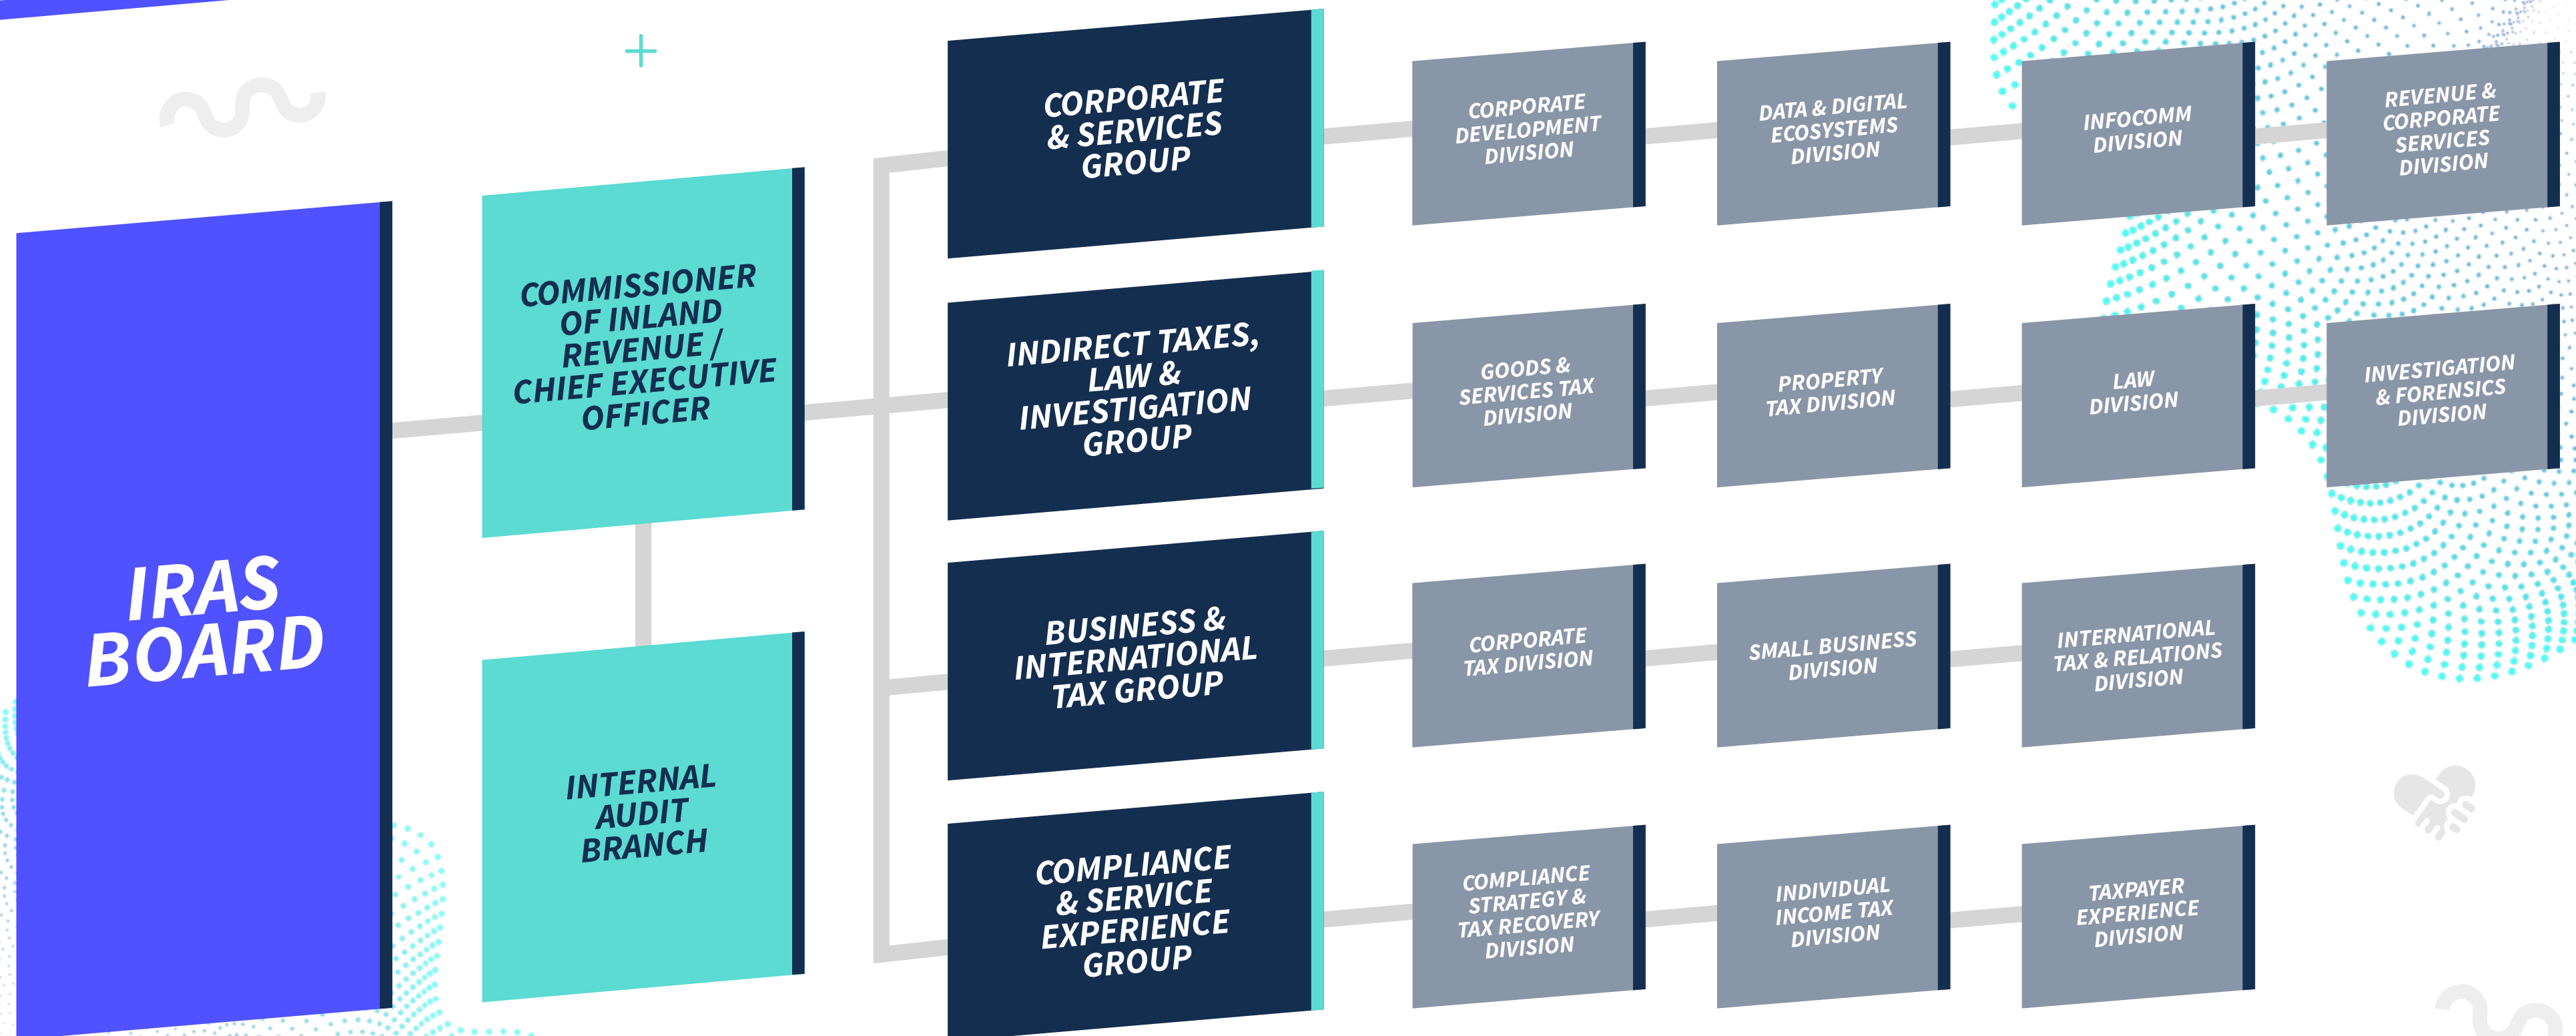 IRAS
BOARD
COMMISSIONER
OF INLAND
REVENUE /
CHIEF EXECUTIVE
OFFICER
INTERNAL
AUDIT
BRANCH
CORPORATE
& SERVICES
GROUP
CORPORATE
DEVELOPMENT
DIVISION
DATA & DIGITAL
ECOSYSTEMS
DIVISION
INFOCOMM
DIVISION
REVENUE &
CORPORATE
SERVICES
DIVISION
INDIRECT TAXES,
LAW &
INVESTIGATION
GROUP
GOODS &
SERVICES TAX
DIVISION
PROPERTY
TAX DIVISION
LAW
DIVISION
INVESTIGATION
& FORENSICS
DIVISION
BUSINESS &
INTERNATIONAL
TAX GROUP
CORPORATE
TAX DIVISION
SMALL BUSINESS
DIVISION
INTERNATIONAL
TAX & RELATIONS
DIVISION
COMPLIANCE
& SERVICE
EXPERIENCE
GROUP
COMPLIANCE
STRATEGY &
TAX RECOVERY
DIVISION
INDIVIDUAL
INCOME TAX
DIVISION
TAXPAYER
EXPERIENCE
DIVISION